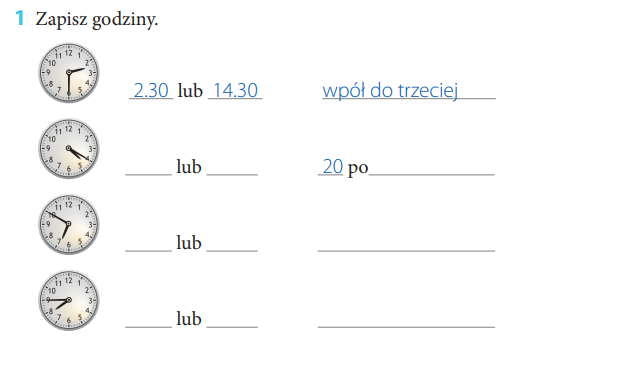 1 Zapisz godziny.
2.30 lub 14.30 wpół do trzeciej
lub 20 po
lub
lub